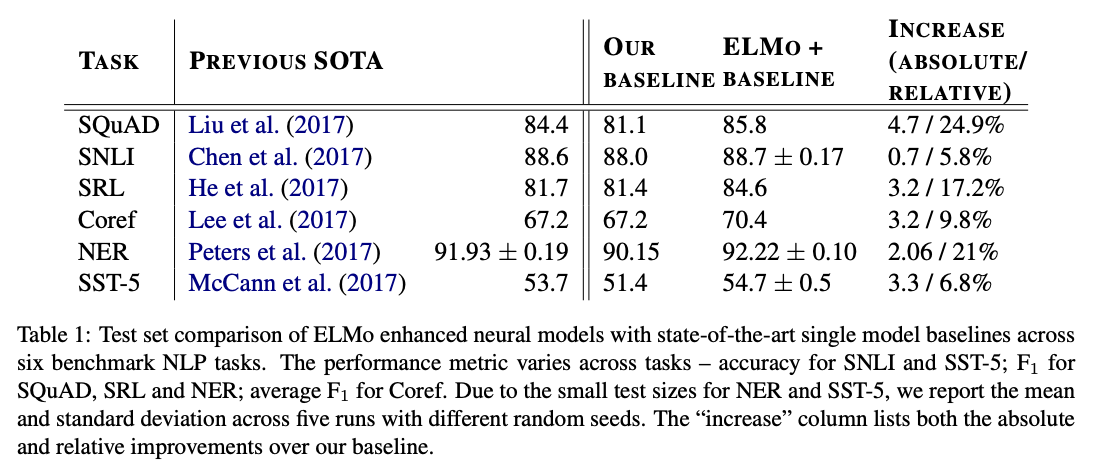 TASK PREVIOUS SOTA OUR BASELINE ELMO + BASELINE INCREASE (ABSOLUTE/ RELATIVE)
SQuAD Liu et al. (2017) 84.4 81.1 85.8 4.7 / 24.9%
SNLI Chen et al. (2017) 88.6 88.0 88.7 ± 0.17 0.7 / 5.8%
SRL He et al. (2017) 81.7 81.4 84.6 3.2 / 17.2%
Coref Lee et al. (2017) 67.2 67.2 70.4 3.2 / 9.8%
NER Peters et al. (2017) 91.93 ± 0.19 90.15 92.22 ± 0.10 2.06 / 21%
SST-5 McCann et al. (2017) 53.7 51.4 54.7 ± 0.5 3.3 / 6.8%
Table 1: Test set comparison of ELMo enhanced neural models with state-of-the-art single model baselines across
six benchmark NLP tasks. The performance metric varies across tasks – accuracy for SNLI and SST-5; F₁ for
SQuAD, SRL and NER; average F₁ for Coref. Due to the small test sizes for NER and SST-5, we report the mean
and standard deviation across five runs with different random seeds. The “increase” column lists both the absolute
and relative improvements over our baseline.